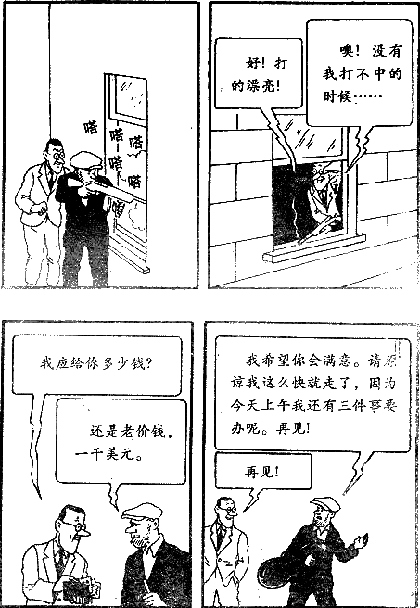 嗒 嗒
嗒 嗒
嗒
好！打
的漂亮！
噢！没有
我打不中的
时候……
我应给你多少钱？
还是老价钱，
一千美元。
我希望你会满意。请原
谅我这么快就走了，因为
今天上午我还有三件事要
办呢。再见！
再见！